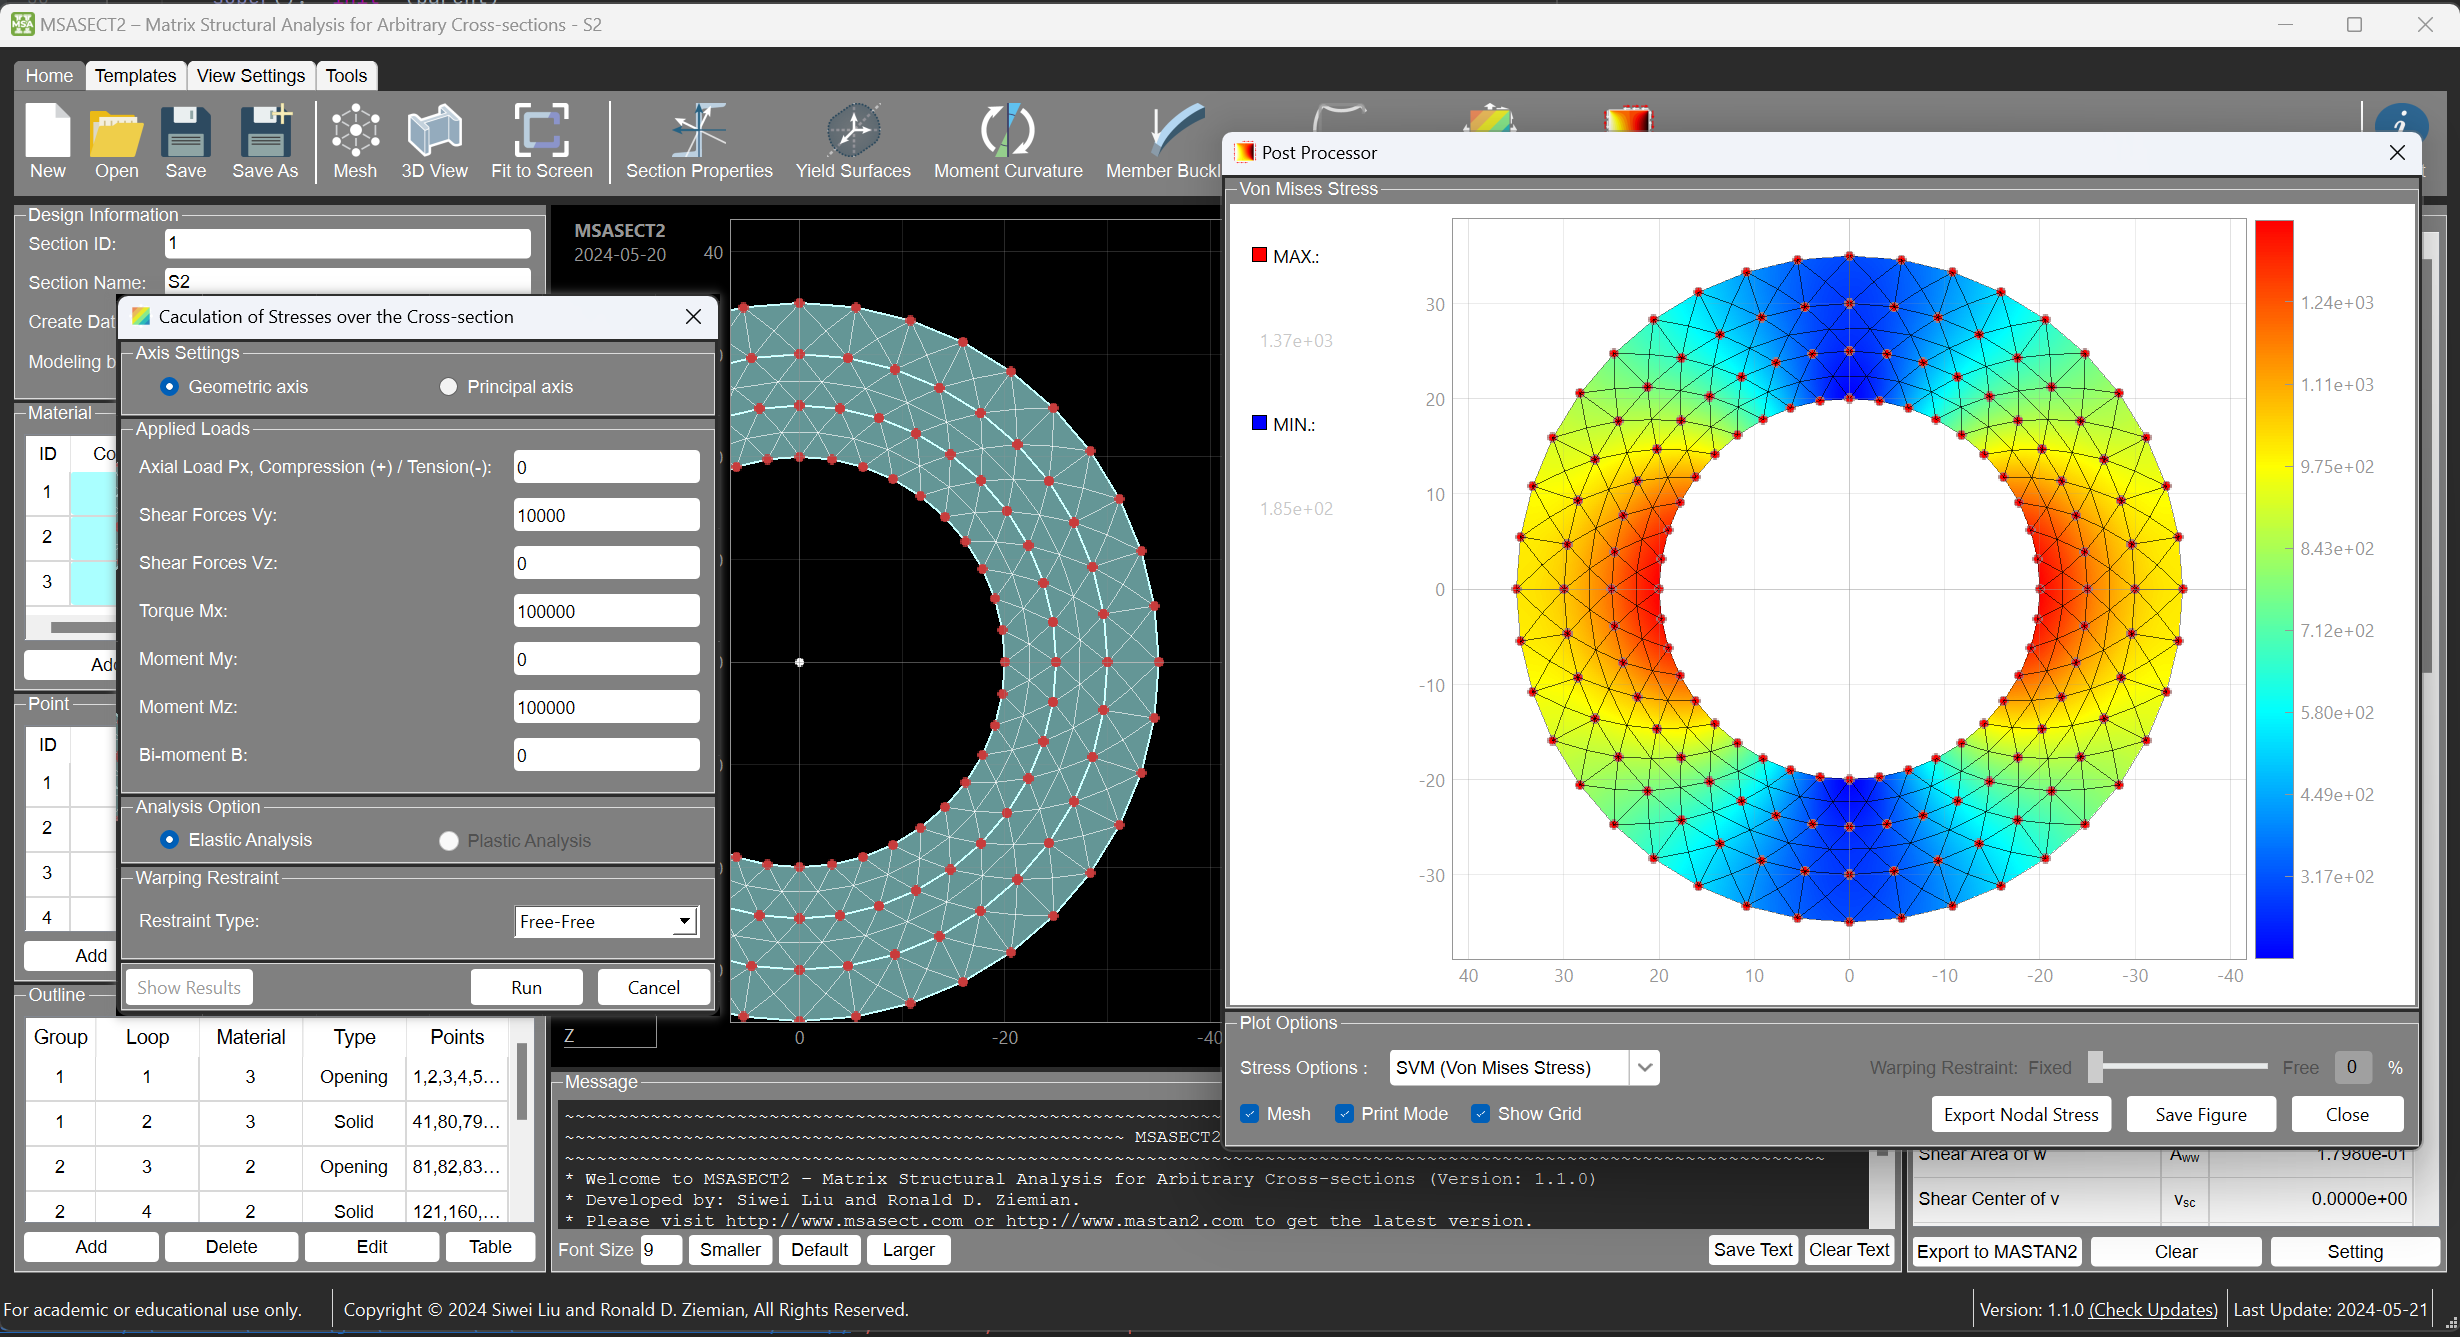 MSASECT2 – Matrix Structural Analysis for Arbitrary Cross-sections - S2
Home Templates View Settings Tools
New Open Save Save As Mesh 3D View Fit to Screen Section Properties Yield Surfaces Moment Curvature Member Buckl
Design Information
Section ID: 1
Section Name: S2
Create Dat
Modeling b
Material
ID Co
1
2
3
Add
Point
ID
1
2
3
4
Add
Outline
Group Loop Material Type Points
1 1 3 Opening 1,2,3,4,5...
1 2 3 Solid 41,80,79...
2 3 2 Opening 81,82,83...
2 4 2 Solid 121,160,...
Add Delete Edit Table
Caculation of Stresses over the Cross-section
Axis Settings
Geometric axis Principal axis
Applied Loads
Axial Load Px, Compression (+) / Tension(-): 0
Shear Forces Vy: 10000
Shear Forces Vz: 0
Torque Mx: 100000
Moment My: 0
Moment Mz: 100000
Bi-moment B: 0
Analysis Option
Elastic Analysis Plastic Analysis
Warping Restraint
Restraint Type: Free-Free
Show Results Run Cancel
MSASECT2
2024-05-20
40
Z
0 -20 -40
Message
MSASECT2
* Welcome to MSASECT2 – Matrix Structural Analysis for Arbitrary Cross-sections (Version: 1.1.0)
* Developed by: Siwei Liu and Ronald D. Ziemian.
* Please visit http://www.msasect.com or http://www.mastan2.com to get the latest version.
Font Size 9 Smaller Default Larger Save Text Clear Text
Post Processor
Von Mises Stress
MAX.:
1.37e+03
MIN.:
1.85e+02
30
20
10
0
-10
-20
-30
40 30 20 10 0 -10 -20 -30 -40
1.24e+03
1.11e+03
9.75e+02
8.43e+02
7.12e+02
5.80e+02
4.49e+02
3.17e+02
Plot Options
Stress Options : SVM (Von Mises Stress) Warping Restraint: Fixed Free 0 %
Mesh Print Mode Show Grid Export Nodal Stress Save Figure Close
Shear Area of w Aww 1.7980e-01
Shear Center of v vsc 0.0000e+00
Export to MASTAN2 Clear Setting
For academic or educational use only. Copyright © 2024 Siwei Liu and Ronald D. Ziemian, All Rights Reserved. Version: 1.1.0 (Check Updates) Last Update: 2024-05-21